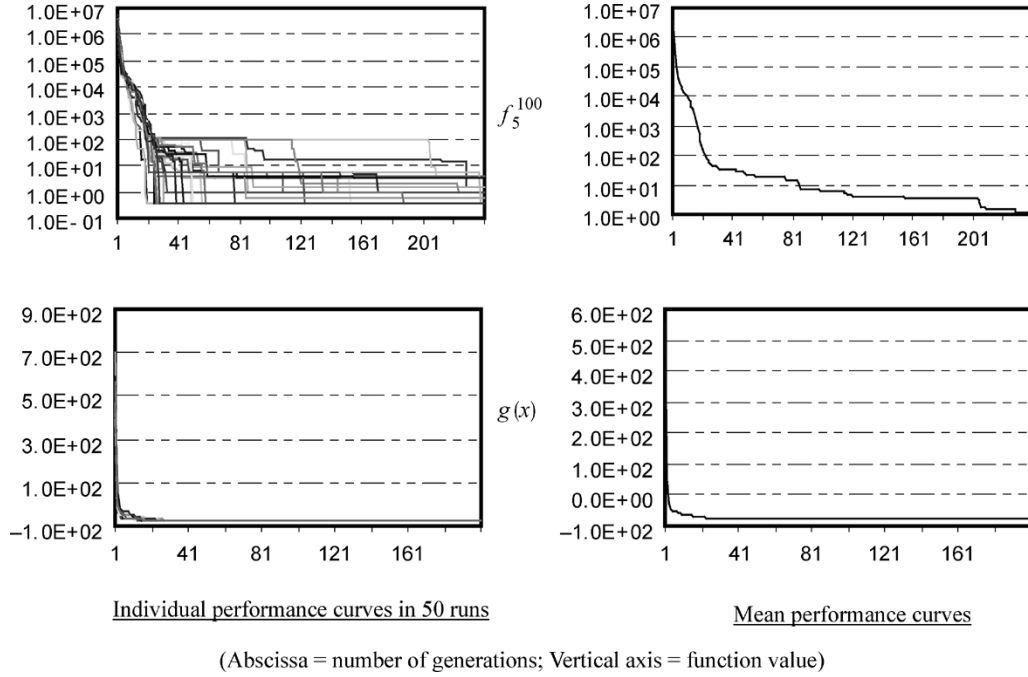 1.0E+07
1.0E+06
1.0E+05
1.0E+04
1.0E+03
1.0E+02
1.0E+01
1.0E+00
1.0E-01
1 41 81 121 161 201
f₅¹⁰⁰
1.0E+07
1.0E+06
1.0E+05
1.0E+04
1.0E+03
1.0E+02
1.0E+01
1.0E+00
1 41 81 121 161 201
9.0E+02
7.0E+02
5.0E+02
3.0E+02
1.0E+02
−1.0E+02
1 41 81 121 161
g(x)
6.0E+02
5.0E+02
4.0E+02
3.0E+02
2.0E+02
1.0E+02
0.0E+00
−1.0E+02
1 41 81 121 161
Individual performance curves in 50 runs
Mean performance curves
(Abscissa = number of generations; Vertical axis = function value)